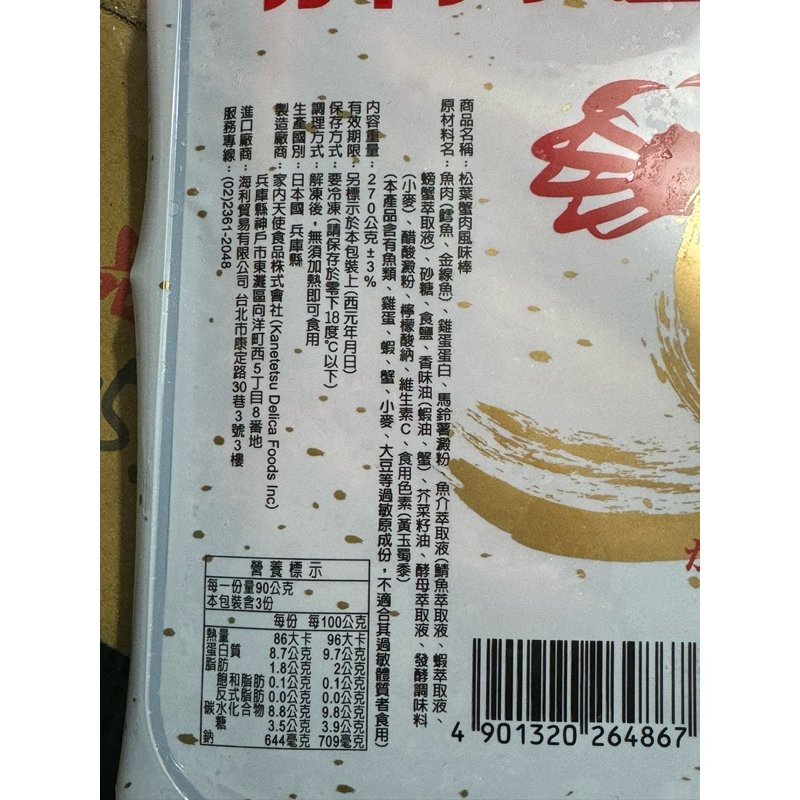 商品名稱：松葉蟹肉風味棒
原材料名：魚肉(鱈魚、金線魚)、雞蛋蛋白、馬鈴薯澱粉、魚介萃取液(鯖魚萃取液、蝦萃取液、
螃蟹萃取液)、砂糖、食鹽、香味油(蝦油、蟹)、芥菜籽油、酵母萃取液、發酵調味料
(小麥)、醋酸澱粉、檸檬酸鈉、維生素C、食用色素(黃玉蜀黍)
(本產品含有魚類、雞蛋、蝦、蟹、小麥、大豆等過敏原成份，不適合其過敏體質者食用)
內容重量：270公克±3%
有效期限：另標示於本包裝上(西元年月日)
保存方式：要冷凍(請保存於零下18度℃以下)
調理方式：解凍後，無須加熱即可食用
生產國別：日本國 兵庫縣
製造廠商：家內天使食品株式會社(Kanetetsu Delica Foods Inc)
兵庫縣神戶市東灘區向洋町西5丁目8番地
進口廠商：海利貿易有限公司 台北市康定路30巷3號3樓
服務專線：(02)2361-2048
營養標示
每一份量90公克
本包裝含3份
每份 每100公克
熱量 86大卡 96大卡
蛋白質 8.7公克 9.7公克
脂肪 1.8公克 2公克
飽和脂肪 0.1公克 0.1公克
反式脂肪 0.0公克 0.0公克
碳水化合物 8.8公克 9.8公克
糖 3.5公克 3.9公克
鈉 644毫克 709毫克
4 901320 264867